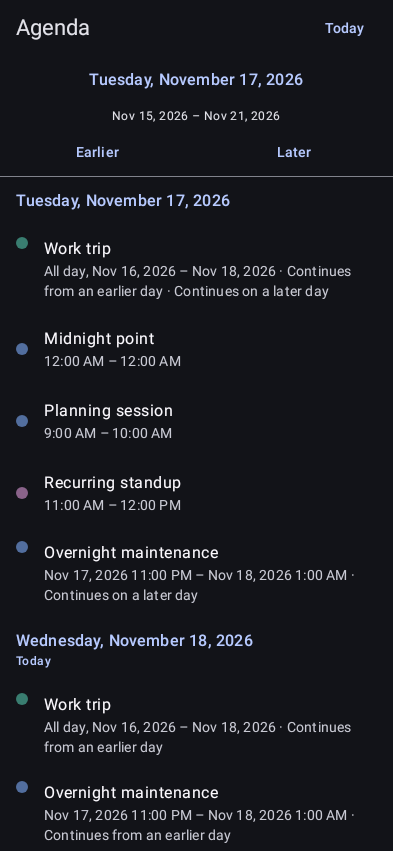 Agenda
Today
Tuesday, November 17, 2026
Nov 15, 2026 – Nov 21, 2026
Earlier
Later
Tuesday, November 17, 2026
Work trip
All day, Nov 16, 2026 – Nov 18, 2026 · Continues
from an earlier day · Continues on a later day
Midnight point
12:00 AM – 12:00 AM
Planning session
9:00 AM – 10:00 AM
Recurring standup
11:00 AM – 12:00 PM
Overnight maintenance
Nov 17, 2026 11:00 PM – Nov 18, 2026 1:00 AM ·
Continues on a later day
Wednesday, November 18, 2026
Today
Work trip
All day, Nov 16, 2026 – Nov 18, 2026 · Continues
from an earlier day
Overnight maintenance
Nov 17, 2026 11:00 PM – Nov 18, 2026 1:00 AM ·
Continues from an earlier day